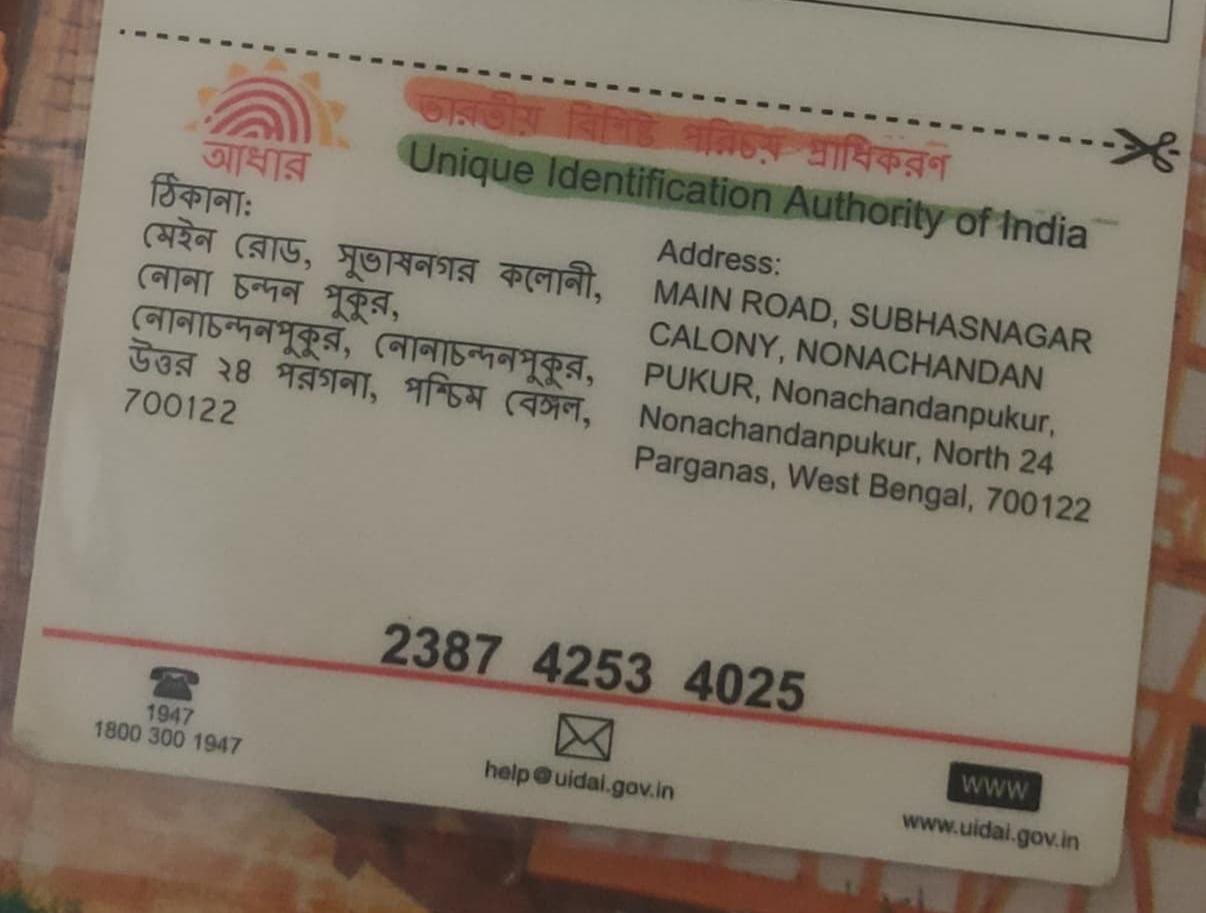 ভারতীয় বিশিষ্ট পরিচয় প্রাধিকরণ
Unique Identification Authority of India
আধার
ঠিকানা:
মেইন রোড, সুভাষনগর কলোনী,
নোনা চন্দন পুকুর,
নোনাচন্দনপুকুর, নোনাচন্দনপুকুর,
উত্তর ২৪ পরগনা, পশ্চিম বেঙ্গল,
700122
Address:
MAIN ROAD, SUBHASNAGAR
CALONY, NONACHANDAN
PUKUR, Nonachandanpukur,
Nonachandanpukur, North 24
Parganas, West Bengal, 700122
2387 4253 4025
1947
1800 300 1947
help@uidai.gov.in
WWW
www.uidai.gov.in